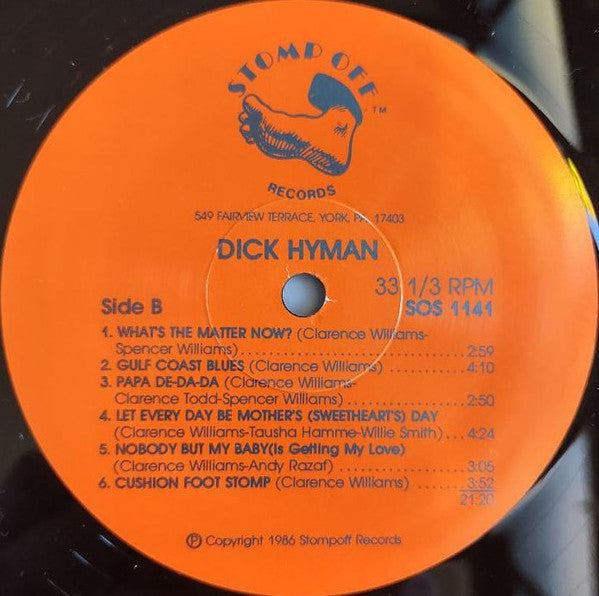 STOMP OFF
TM
RECORDS
549 FAIRVIEW TERRACE, YORK, PA. 17403
DICK HYMAN
33 1/3 RPM
Side B
SOS 1141
1. WHAT'S THE MATTER NOW? (Clarence Williams-
Spencer Williams)..........2:59
2. GULF COAST BLUES (Clarence Williams)..........4:10
3. PAPA DE-DA-DA (Clarence Williams-
Clarence Todd-Spencer Williams)..........2:50
4. LET EVERY DAY BE MOTHER'S (SWEETHEART'S) DAY
(Clarence Williams-Tausha Hamme-Willie Smith)...4:24
5. NOBODY BUT MY BABY(Is Getting My Love)
(Clarence Williams-Andy Razaf)..........3:05
6. CUSHION FOOT STOMP (Clarence Williams)........3:52
21:20
Ⓟ Copyright 1986 Stompoff Records